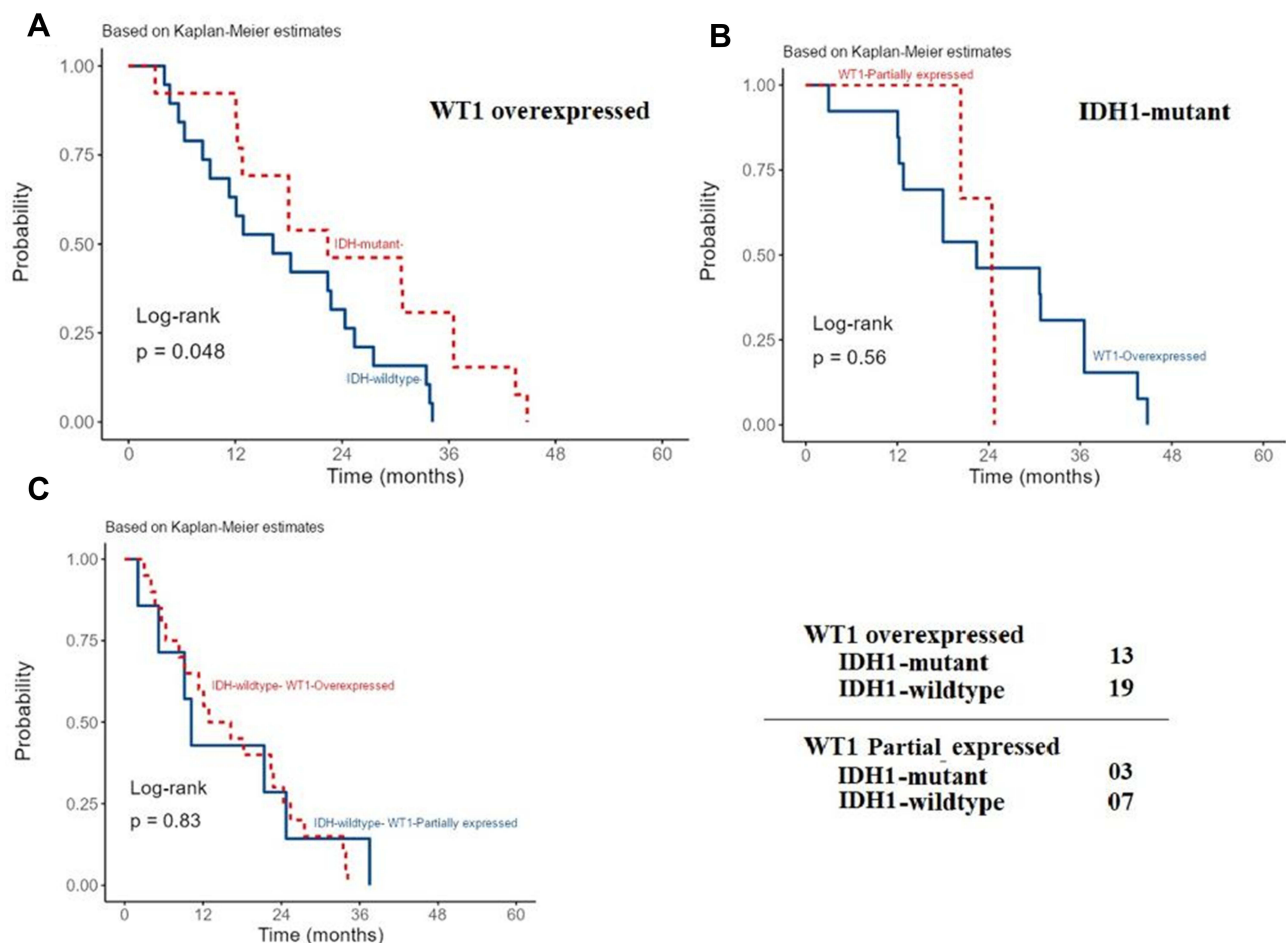 A
Based on Kaplan-Meier estimates
1.00
0.75
0.50
0.25
0.00
Probability
WT1 overexpressed
IDH-mutant-
IDH-wildtype-
Log-rank
p = 0.048
0 12 24 36 48 60
Time (months)
B
Based on Kaplan-Meier estimates
1.00
0.75
0.50
0.25
0.00
Probability
WT1-Partially expressed
IDH1-mutant
WT1-Overexpressed
Log-rank
p = 0.56
0 12 24 36 48 60
Time (months)
C
Based on Kaplan-Meier estimates
1.00
0.75
0.50
0.25
0.00
Probability
IDH-wildtype- WT1-Overexpressed
IDH-wildtype- WT1-Partially expressed
Log-rank
p = 0.83
0 12 24 36 48 60
Time (months)
WT1 overexpressed
IDH1-mutant 13
IDH1-wildtype 19
WT1 Partial_expressed
IDH1-mutant 03
IDH1-wildtype 07